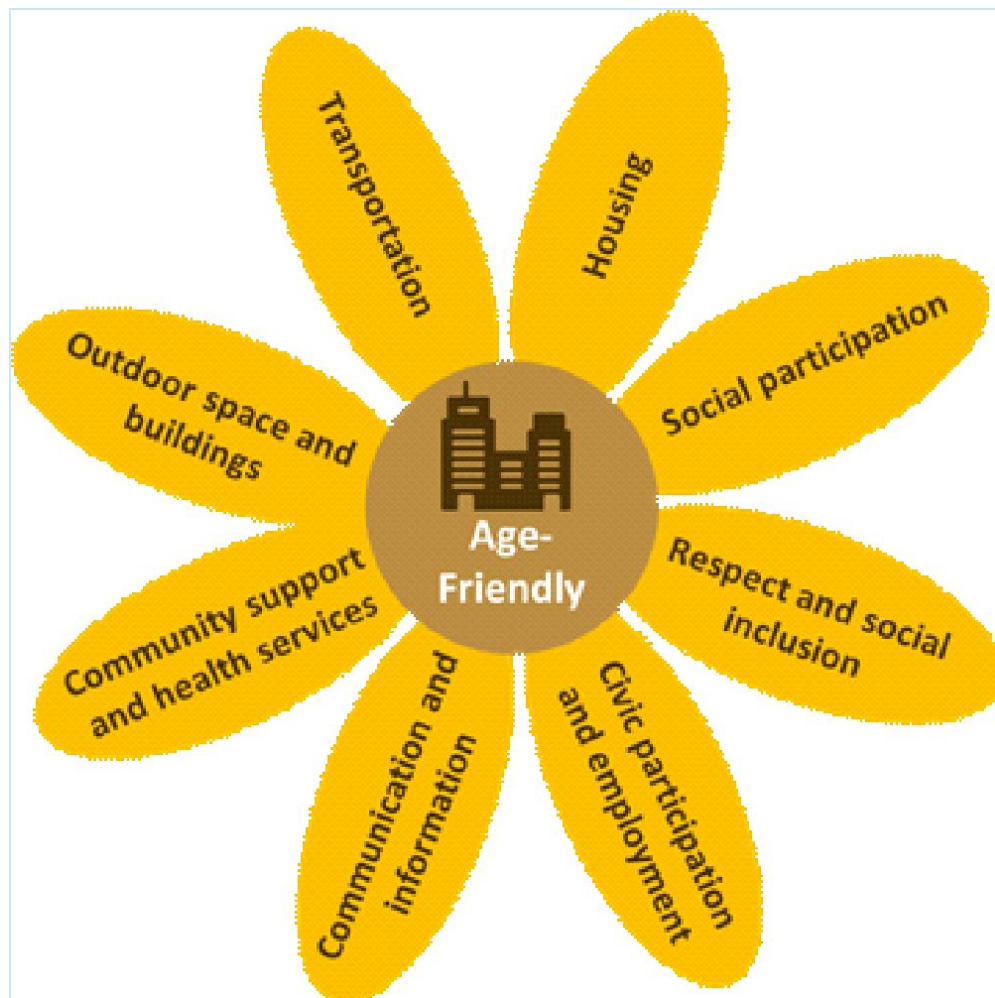 Transportation
Housing
Social participation
Respect and social
inclusion
Civic participation
and employment
Communication and
information
Community support
and health services
Outdoor space and
buildings
Age-
Friendly